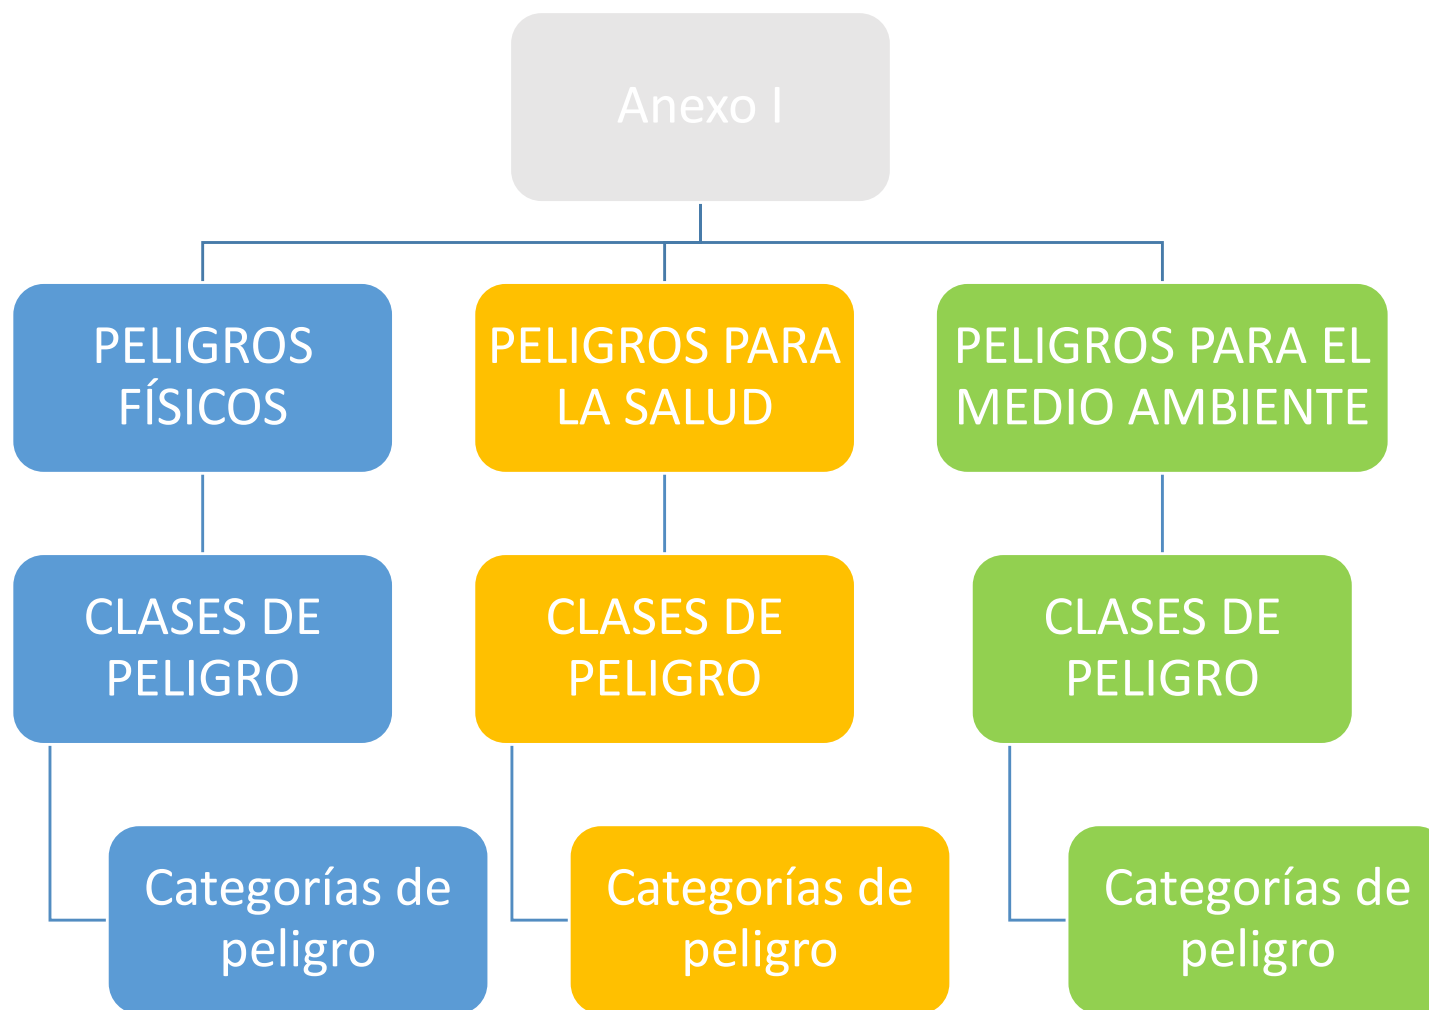 Anexo I
PELIGROS
FÍSICOS
PELIGROS PARA
LA SALUD
PELIGROS PARA EL
MEDIO AMBIENTE
CLASES DE
PELIGRO
CLASES DE
PELIGRO
CLASES DE
PELIGRO
Categorías de
peligro
Categorías de
peligro
Categorías de
peligro